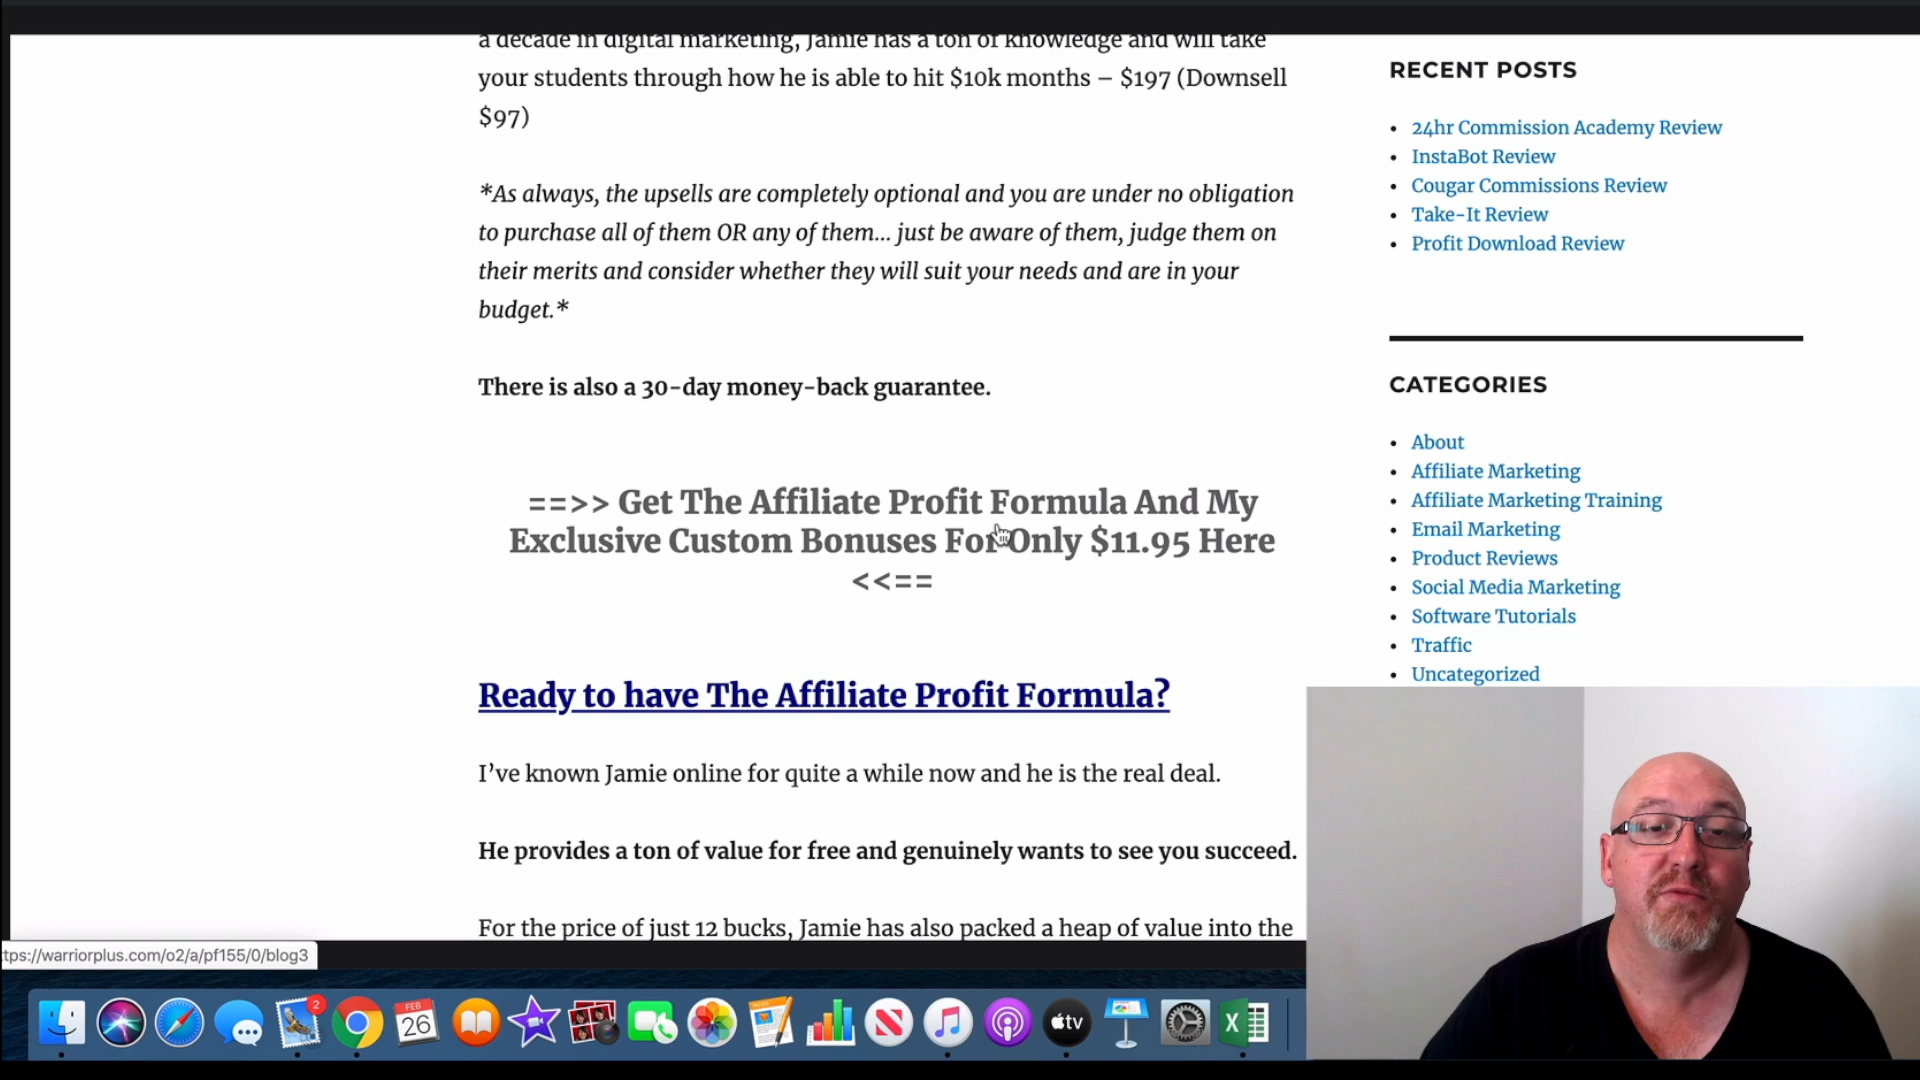 a decade in digital marketing, Jamie has a ton of knowledge and will take
your students through how he is able to hit $10k months – $197 (Downsell
$97)
*As always, the upsells are completely optional and you are under no obligation
to purchase all of them OR any of them... just be aware of them, judge them on
their merits and consider whether they will suit your needs and are in your
budget.*
There is also a 30-day money-back guarantee.
==>> Get The Affiliate Profit Formula And My
Exclusive Custom Bonuses For Only $11.95 Here
<<==
Ready to have The Affiliate Profit Formula?
I’ve known Jamie online for quite a while now and he is the real deal.
He provides a ton of value for free and genuinely wants to see you succeed.
For the price of just 12 bucks, Jamie has also packed a heap of value into the
RECENT POSTS
24hr Commission Academy Review
InstaBot Review
Cougar Commissions Review
Take-It Review
Profit Download Review
CATEGORIES
About
Affiliate Marketing
Affiliate Marketing Training
Email Marketing
Product Reviews
Social Media Marketing
Software Tutorials
Traffic
Uncategorized
tps://warriorplus.com/o2/a/pf155/0/blog3
2
FEB
26
tv
X